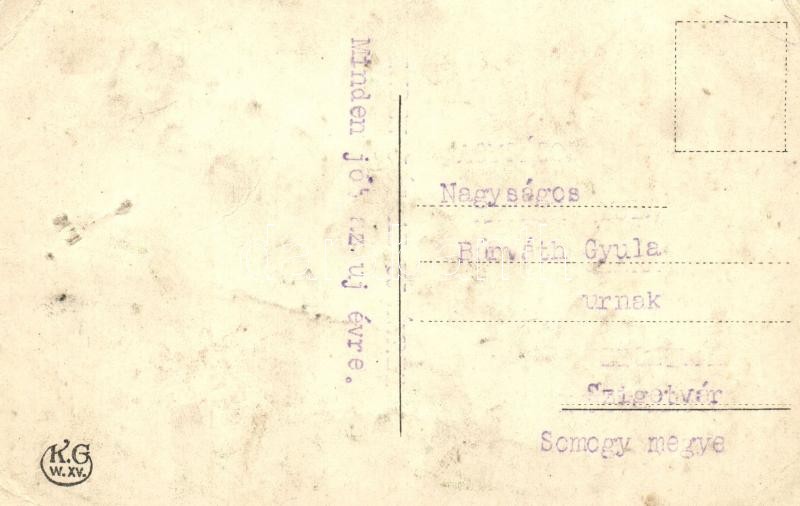 Minden jót az uj évre.
Nagyságos
Gyula
urnak
Szigetvár
Somogy megye
K.G
W.XV.